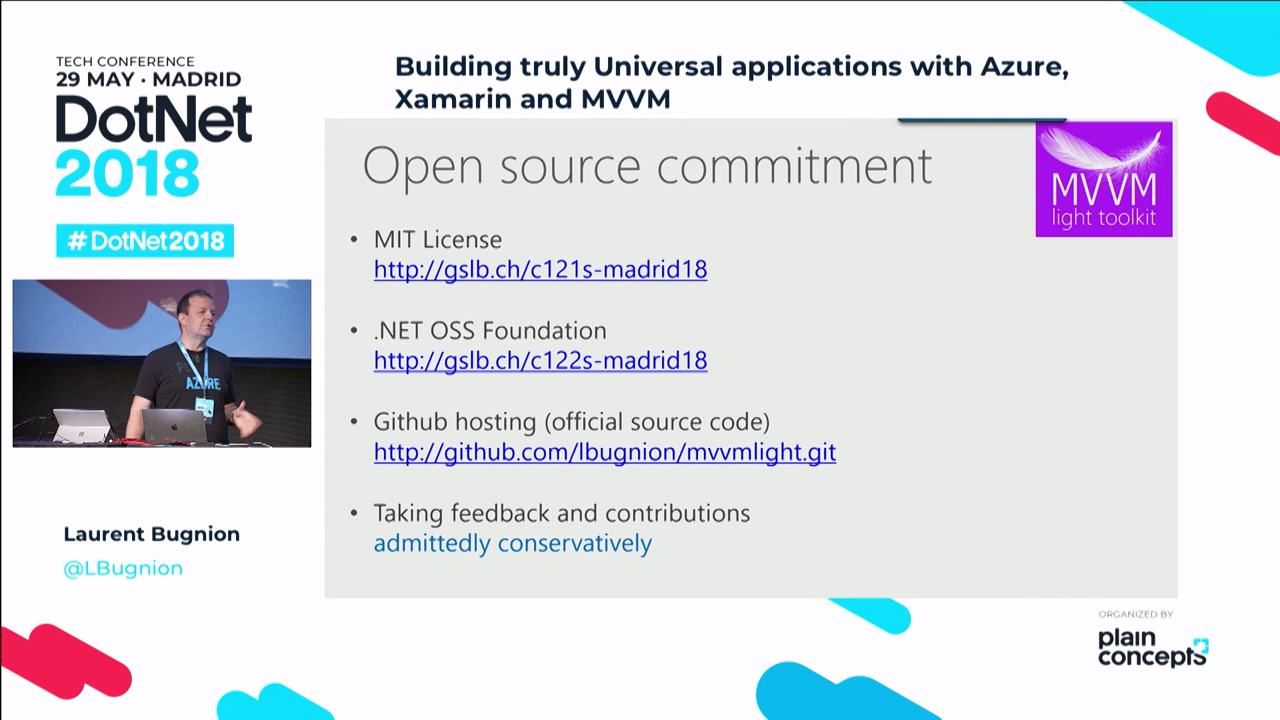 TECH CONFERENCE
29 MAY · MADRID
DotNet
2018
#DotNet2018
Building truly Universal applications with Azure,
Xamarin and MVVM
Open source commitment
MVVM
light toolkit
• MIT License
http://gslb.ch/c121s-madrid18
• .NET OSS Foundation
http://gslb.ch/c122s-madrid18
• Github hosting (official source code)
http://github.com/lbugnion/mvvmlight.git
• Taking feedback and contributions
admittedly conservatively
AZURE
Laurent Bugnion
@LBugnion
ORGANIZED BY
plain
concepts